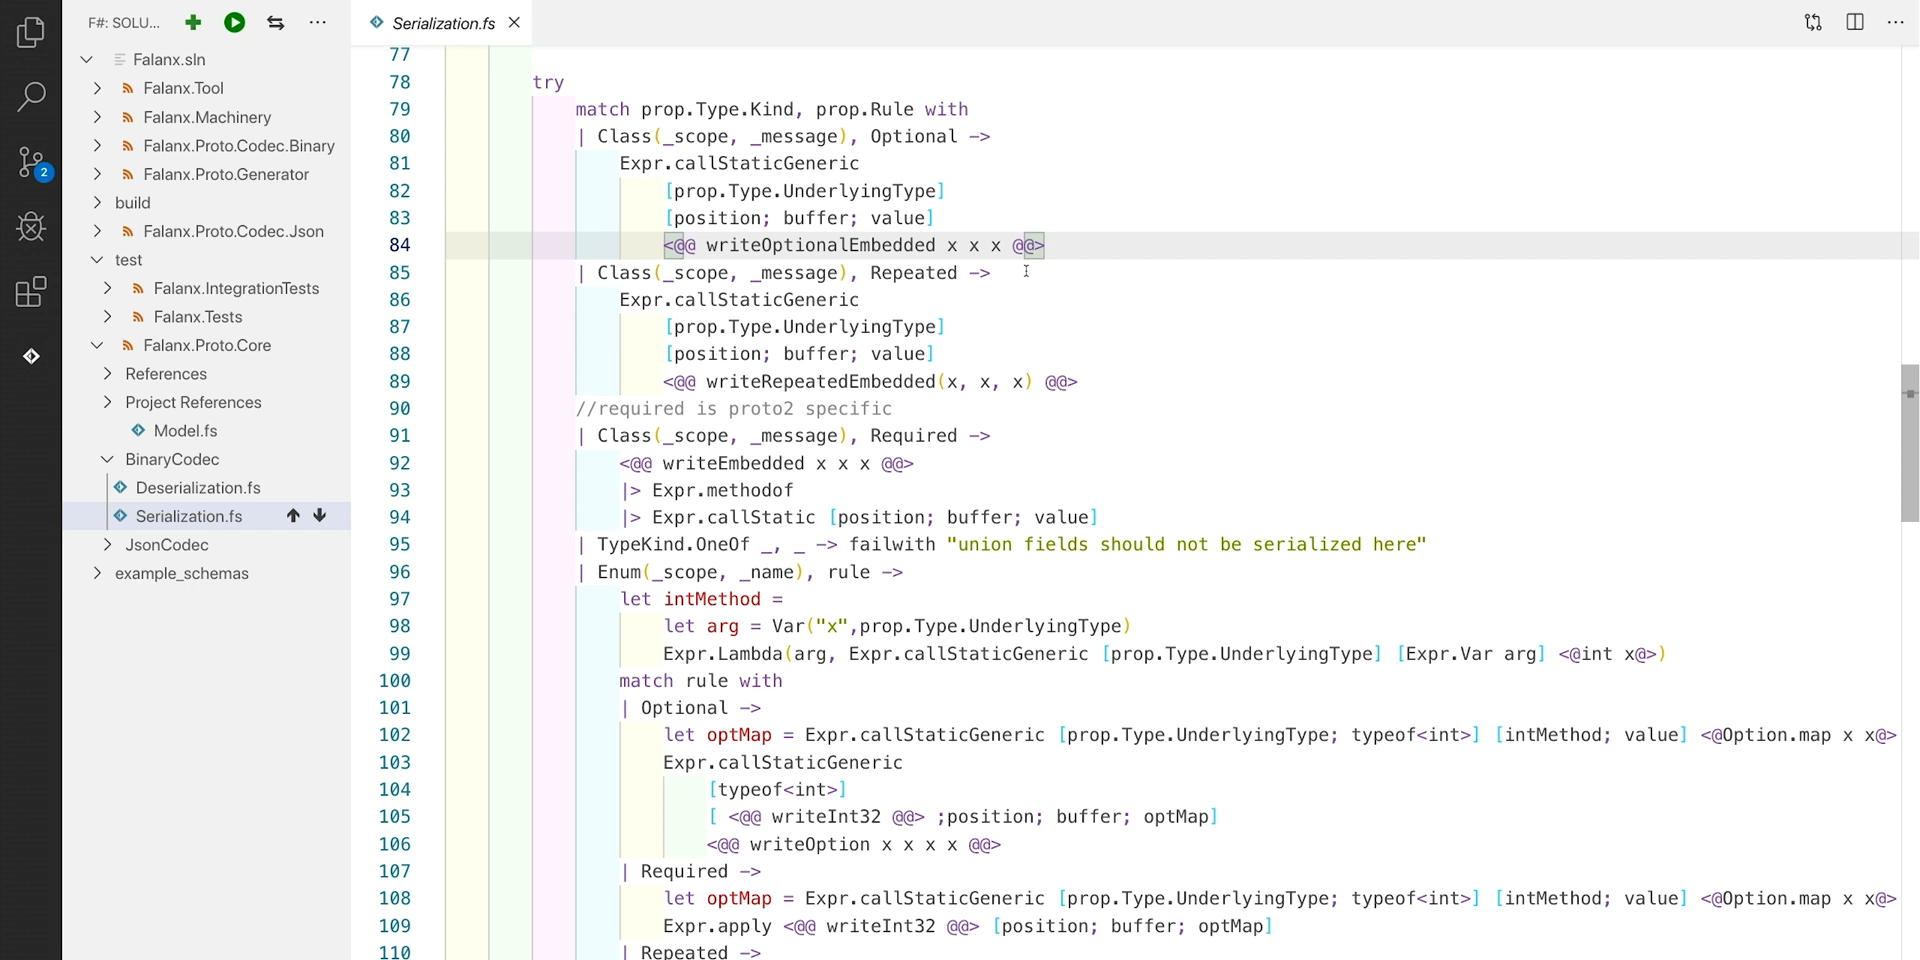 F#: SOLU...
Falanx.sln
Falanx.Tool
Falanx.Machinery
Falanx.Proto.Codec.Binary
Falanx.Proto.Generator
build
Falanx.Proto.Codec.Json
test
Falanx.IntegrationTests
Falanx.Tests
Falanx.Proto.Core
References
Project References
Model.fs
BinaryCodec
Deserialization.fs
Serialization.fs
JsonCodec
example_schemas
2
Serialization.fs
77
78 try
79 match prop.Type.Kind, prop.Rule with
80 | Class(_scope, _message), Optional ->
81 Expr.callStaticGeneric
82 [prop.Type.UnderlyingType]
83 [position; buffer; value]
84 <@@ writeOptionalEmbedded x x x @@>
85 | Class(_scope, _message), Repeated ->
86 Expr.callStaticGeneric
87 [prop.Type.UnderlyingType]
88 [position; buffer; value]
89 <@@ writeRepeatedEmbedded(x, x, x) @@>
90 //required is proto2 specific
91 | Class(_scope, _message), Required ->
92 <@@ writeEmbedded x x x @@>
93 |> Expr.methodof
94 |> Expr.callStatic [position; buffer; value]
95 | TypeKind.OneOf _, _ -> failwith "union fields should not be serialized here"
96 | Enum(_scope, _name), rule ->
97 let intMethod =
98 let arg = Var("x",prop.Type.UnderlyingType)
99 Expr.Lambda(arg, Expr.callStaticGeneric [prop.Type.UnderlyingType] [Expr.Var arg] <@int x@>)
100 match rule with
101 | Optional ->
102 let optMap = Expr.callStaticGeneric [prop.Type.UnderlyingType; typeof<int>] [intMethod; value] <@Option.map x x@>
103 Expr.callStaticGeneric
104 [typeof<int>]
105 [ <@@ writeInt32 @@> ;position; buffer; optMap]
106 <@@ writeOption x x x x @@>
107 | Required ->
108 let optMap = Expr.callStaticGeneric [prop.Type.UnderlyingType; typeof<int>] [intMethod; value] <@Option.map x x@>
109 Expr.apply <@@ writeInt32 @@> [position; buffer; optMap]
110 | Repeated ->